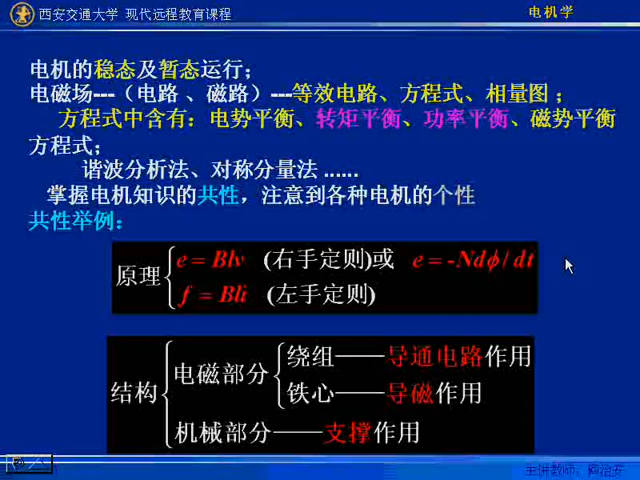 西安交通大学 现代远程教育课程
电机学
电机的稳态及暂态运行;
电磁场---（电路 、磁路）---等效电路、方程式、相量图 ;
方程式中含有: 电势平衡、转矩平衡、功率平衡、磁势平衡
方程式;
谐波分析法、对称分量法 ......
掌握电机知识的共性，注意到各种电机的个性
共性举例:
原理
e = Blv (右手定则)或 e = -Ndϕ/dt
f = Bli (左手定则)
结构
电磁部分
绕组——导通电路作用
铁心——导磁作用
机械部分——支撑作用
主讲教师：